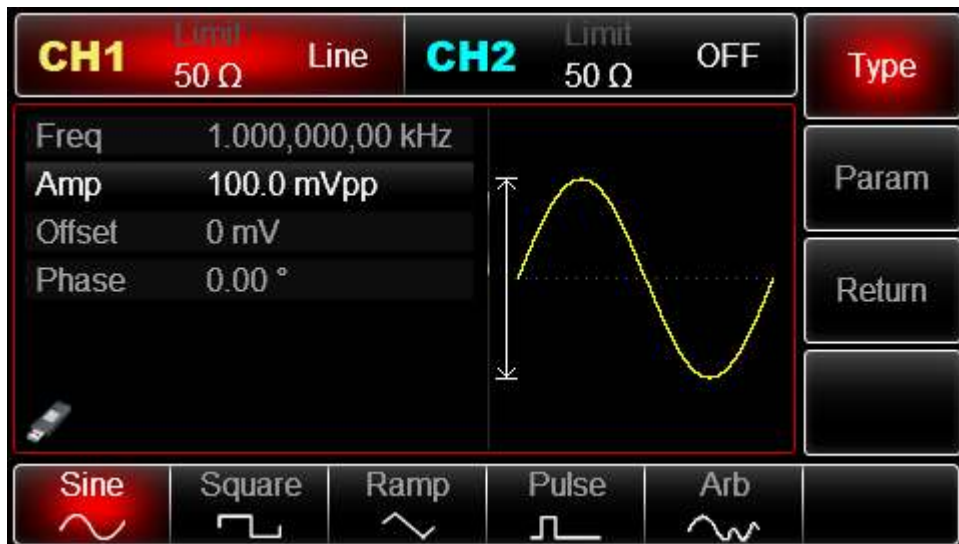 CH1 Limit 50 Ω Line CH2 Limit 50 Ω OFF
Type
Freq 1.000,000,00 kHz
Amp 100.0 mVpp
Offset 0 mV
Phase 0.00 °
Param
Return
Sine Square Ramp Pulse Arb